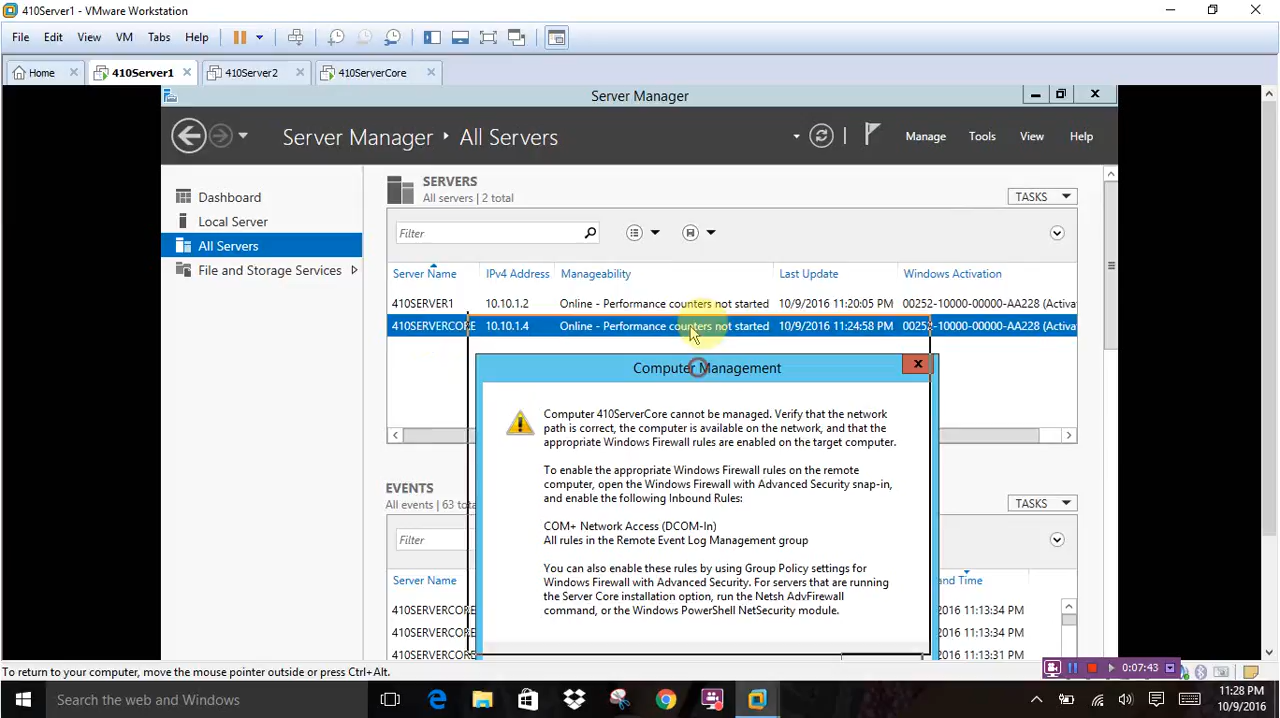 410Server1 - VMware Workstation
File Edit View VM Tabs Help
Home 410Server1 410Server2 410ServerCore
Server Manager
Server Manager • All Servers Manage Tools View Help
Dashboard
Local Server
All Servers
File and Storage Services
SERVERS
All servers | 2 total
TASKS
Filter
Server Name IPv4 Address Manageability Last Update Windows Activation
410SERVER1 10.10.1.2 Online - Performance counters not started 10/9/2016 11:20:05 PM 00252-10000-00000-AA228 (Activa
410SERVERCORE 10.10.1.4 Online - Performance counters not started 10/9/2016 11:24:58 PM 00252-10000-00000-AA228 (Activa
Computer Management
Computer 410ServerCore cannot be managed. Verify that the network
path is correct, the computer is available on the network, and that the
appropriate Windows Firewall rules are enabled on the target computer.
To enable the appropriate Windows Firewall rules on the remote
computer, open the Windows Firewall with Advanced Security snap-in,
and enable the following Inbound Rules:
COM+ Network Access (DCOM-In)
All rules in the Remote Event Log Management group
You can also enable these rules by using Group Policy settings for
Windows Firewall with Advanced Security. For servers that are running
the Server Core installation option, run the Netsh AdvFirewall
command, or the Windows PowerShell NetSecurity module.
EVENTS
All events | 63 tota
TASKS
Filter
Server Name and Time
410SERVERCORE 2016 11:13:34 PM
410SERVERCORE 2016 11:13:34 PM
410SERVERCORE 2016 11:13:31 PM
To return to your computer, move the mouse pointer outside or press Ctrl+Alt.
0:07:43
Search the web and Windows
11:28 PM
10/9/2016